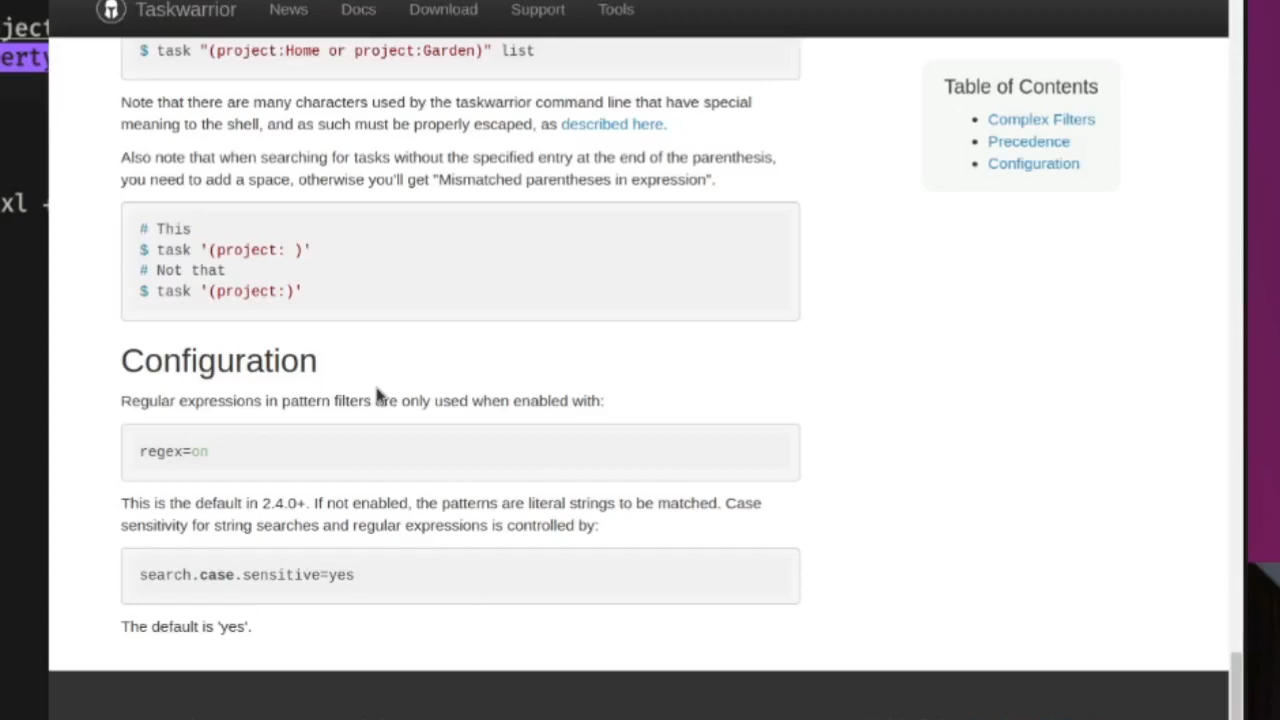 Taskwarrior News Docs Download Support Tools
ject
erty
xl
$ task "(project:Home or project:Garden)" list
Note that there are many characters used by the taskwarrior command line that have special
meaning to the shell, and as such must be properly escaped, as described here.
Also note that when searching for tasks without the specified entry at the end of the parenthesis,
you need to add a space, otherwise you'll get "Mismatched parentheses in expression".
# This
$ task '(project: )'
# Not that
$ task '(project:)'
Configuration
Regular expressions in pattern filters are only used when enabled with:
regex=on
This is the default in 2.4.0+. If not enabled, the patterns are literal strings to be matched. Case
sensitivity for string searches and regular expressions is controlled by:
search.case.sensitive=yes
The default is 'yes'.
Table of Contents
• Complex Filters
• Precedence
• Configuration